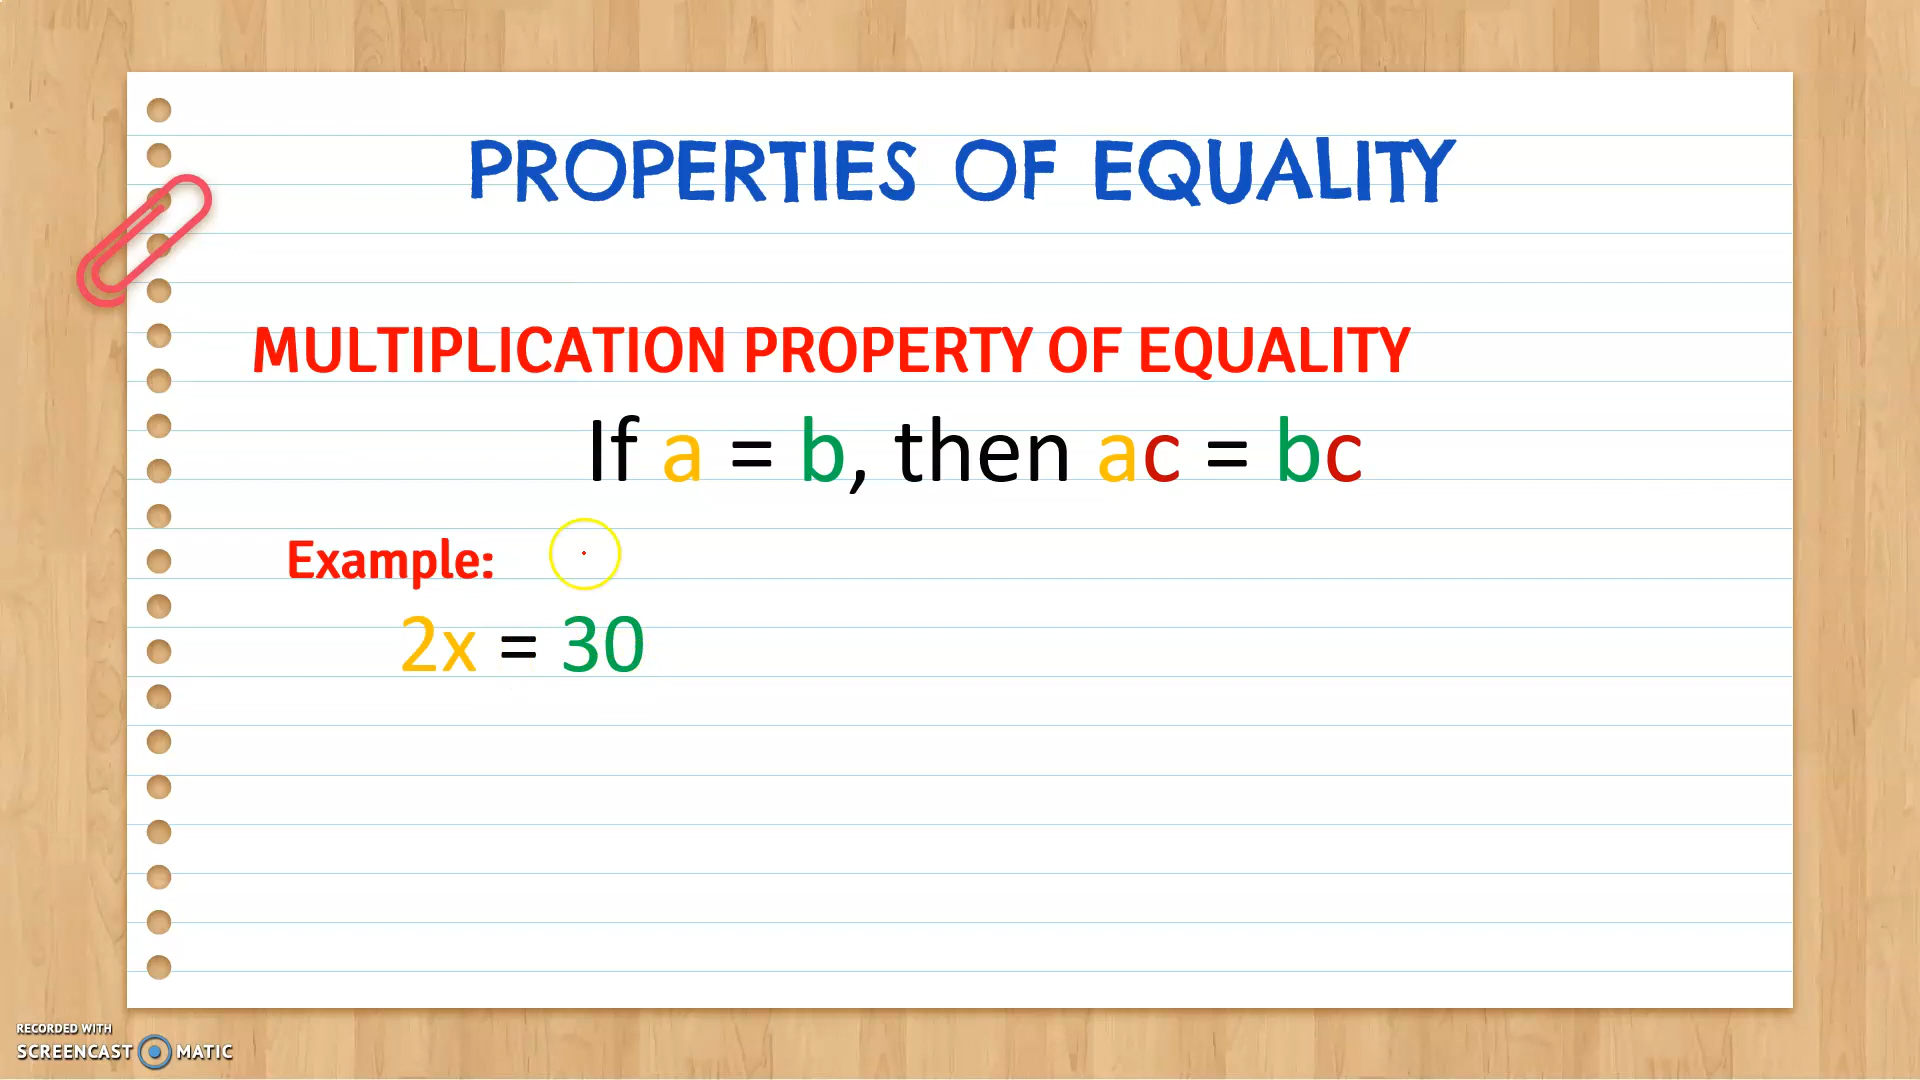 PROPERTIES OF EQUALITY
MULTIPLICATION PROPERTY OF EQUALITY
If a = b, then ac = bc
Example:
2x = 30
RECORDED WITH
SCREENCAST MATIC